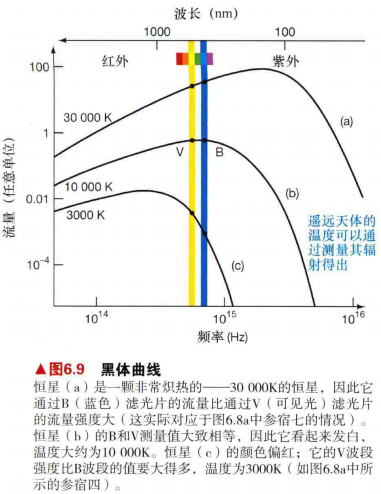 波长 (nm)
1000
100
红外
紫外
100
1
0.01
10⁻⁴
流量 (任意单位)
30 000 K
10 000 K
3000 K
V
B
(a)
(b)
(c)
遥远天体的
温度可以通
过测量其辐
射得出
10¹⁴
10¹⁵
10¹⁶
频率(Hz)
▲图6.9 黑体曲线
恒星（a）是一颗非常炽热的——30 000K的恒星，因此它
通过B（蓝色）滤光片的流量比通过V（可见光）滤光片
的流量强度大（这实际对应于图6.8a中参宿七的情况）。
恒星（b）的B和V测量值大致相等，因此它看起来发白，
温度大约为10 000K。恒星（c）的颜色偏红；它的V波段
强度比B波段的值要大得多，温度为3000K（如图6.8a中所
示的参宿四）。